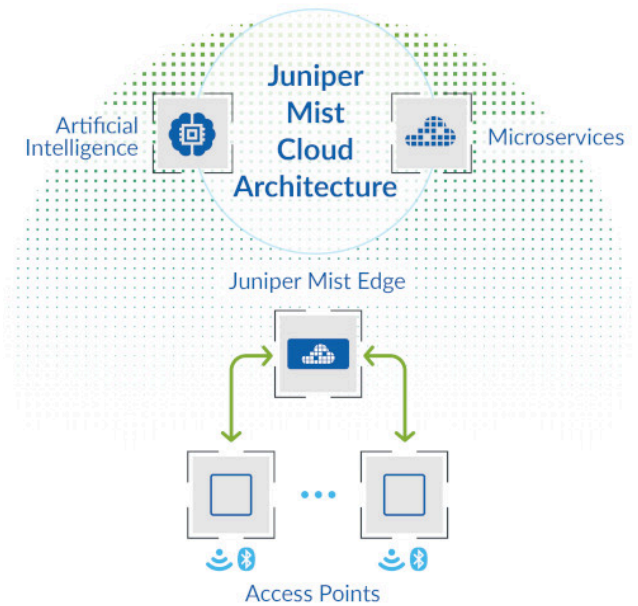 Juniper
Mist
Cloud
Architecture
Artificial
Intelligence
Microservices
Juniper Mist Edge
Access Points